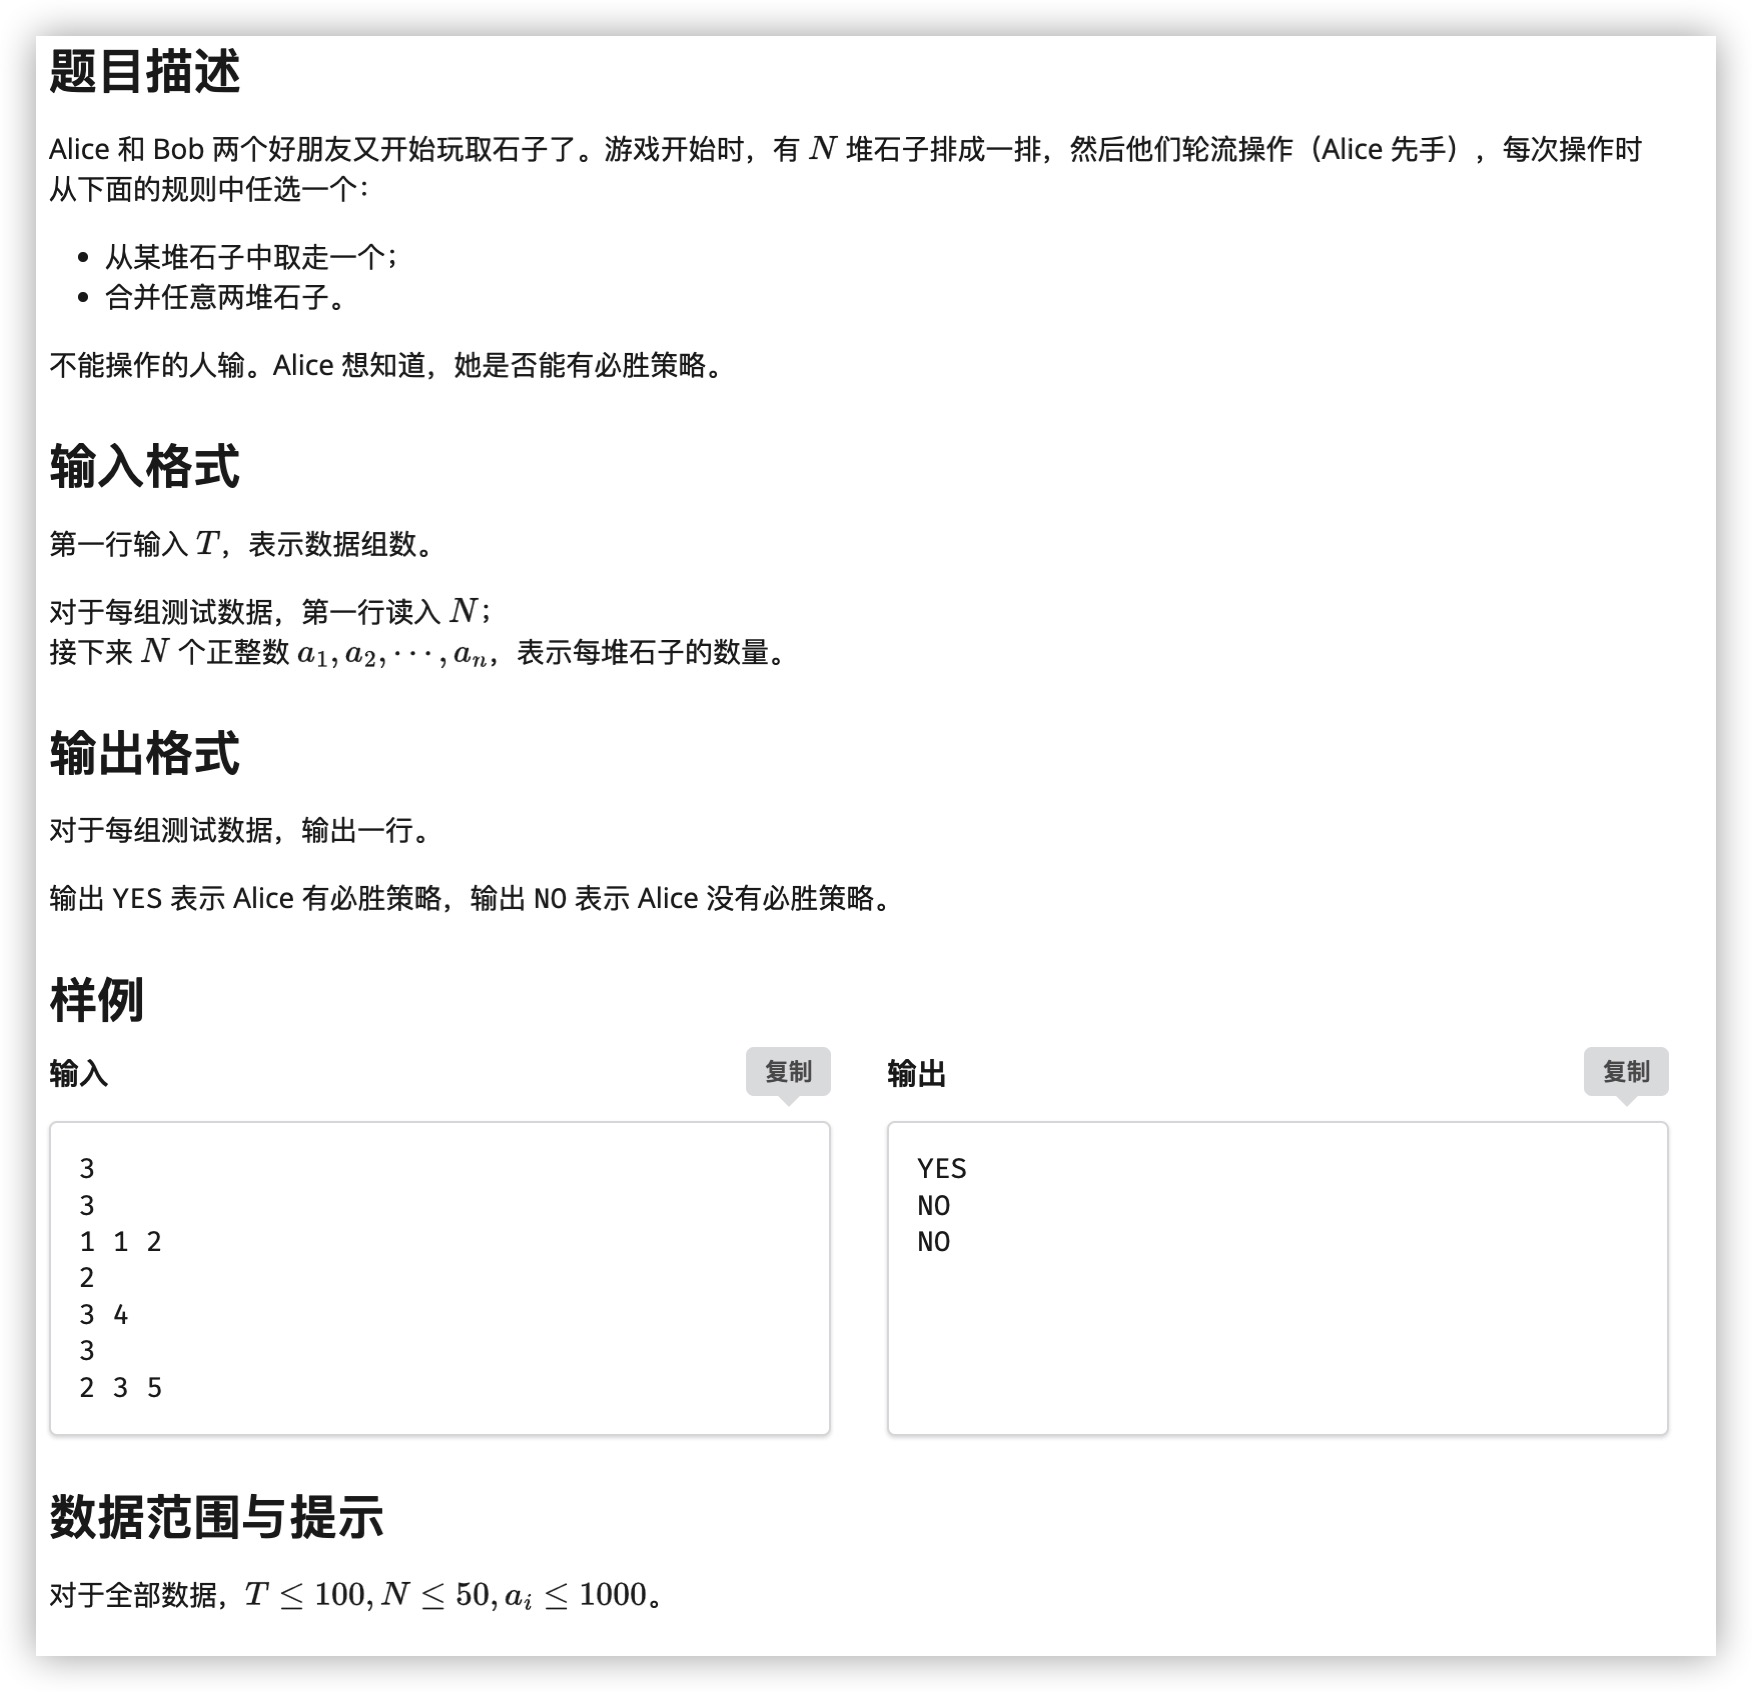 题目描述
Alice 和 Bob 两个好朋友又开始玩取石子了。游戏开始时，有 N 堆石子排成一排，然后他们轮流操作（Alice 先手），每次操作时
从下面的规则中任选一个：
• 从某堆石子中取走一个；
• 合并任意两堆石子。
不能操作的人输。Alice 想知道，她是否能有必胜策略。
输入格式
第一行输入 T，表示数据组数。
对于每组测试数据，第一行读入 N；
接下来 N 个正整数 a₁, a₂, ⋯, aₙ，表示每堆石子的数量。
输出格式
对于每组测试数据，输出一行。
输出 YES 表示 Alice 有必胜策略，输出 NO 表示 Alice 没有必胜策略。
样例
输入
复制
3
3
1 1 2
2
3 4
3
2 3 5
输出
复制
YES
NO
NO
数据范围与提示
对于全部数据，T ≤ 100, N ≤ 50, aᵢ ≤ 1000。